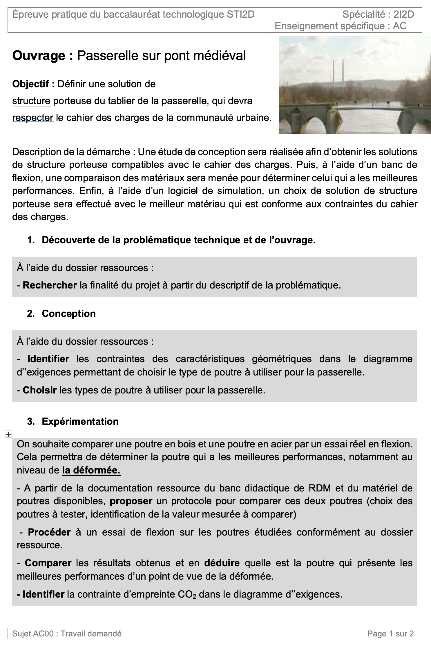 Épreuve pratique du baccalauréat technologique STI2D
Spécialité : 2I2D
Enseignement spécifique : AC
Ouvrage : Passerelle sur pont médiéval
Objectif : Définir une solution de
structure porteuse du tablier de la passerelle, qui devra
respecter le cahier des charges de la communauté urbaine.
Description de la démarche : Une étude de conception sera réalisée afin d'obtenir les solutions
de structure porteuse compatibles avec le cahier des charges. Puis, à l'aide d'un banc de
flexion, une comparaison des matériaux sera menée pour déterminer celui qui a les meilleures
performances. Enfin, à l'aide d'un logiciel de simulation, un choix de solution de structure
porteuse sera effectué avec le meilleur matériau qui est conforme aux contraintes du cahier
des charges.
1. Découverte de la problématique technique et de l'ouvrage.
À l'aide du dossier ressources :
- Rechercher la finalité du projet à partir du descriptif de la problématique.
2. Conception
À l'aide du dossier ressources :
- Identifier les contraintes des caractéristiques géométriques dans le diagramme
d''exigences permettant de choisir le type de poutre à utiliser pour la passerelle.
- Choisir les types de poutre à utiliser pour la passerelle.
3. Expérimentation
On souhaite comparer une poutre en bois et une poutre en acier par un essai réel en flexion.
Cela permettra de déterminer la poutre qui a les meilleures performances, notamment au
niveau de la déformée.
- A partir de la documentation ressource du banc didactique de RDM et du matériel de
poutres disponibles, proposer un protocole pour comparer ces deux poutres (choix des
poutres à tester, identification de la valeur mesurée à comparer)
- Procéder à un essai de flexion sur les poutres étudiées conformément au dossier
ressource.
- Comparer les résultats obtenus et en déduire quelle est la poutre qui présente les
meilleures performances d'un point de vue de la déformée.
- Identifier la contrainte d'empreinte CO₂ dans le diagramme d''exigences.
Sujet AC00 : Travail demandé
Page 1 sur 2